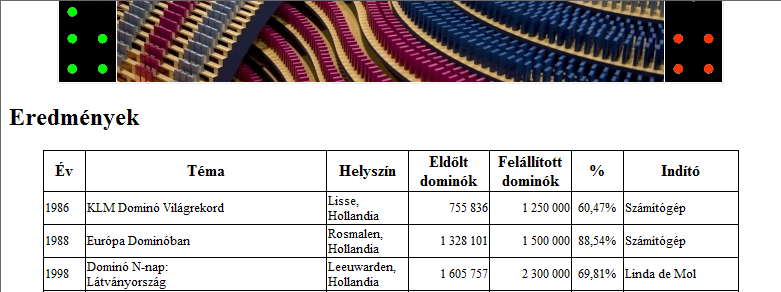 Eredmények
Év Téma Helyszín Eldőlt dominók Felállított dominók % Indító
1986 KLM Dominó Világrekord Lisse, Hollandia 755 836 1 250 000 60,47% Számítógép
1988 Európa Dominóban Rosmalen, Hollandia 1 328 101 1 500 000 88,54% Számítógép
1998 Dominó N-nap: Látványország Leeuwarden, Hollandia 1 605 757 2 300 000 69,81% Linda de Mol